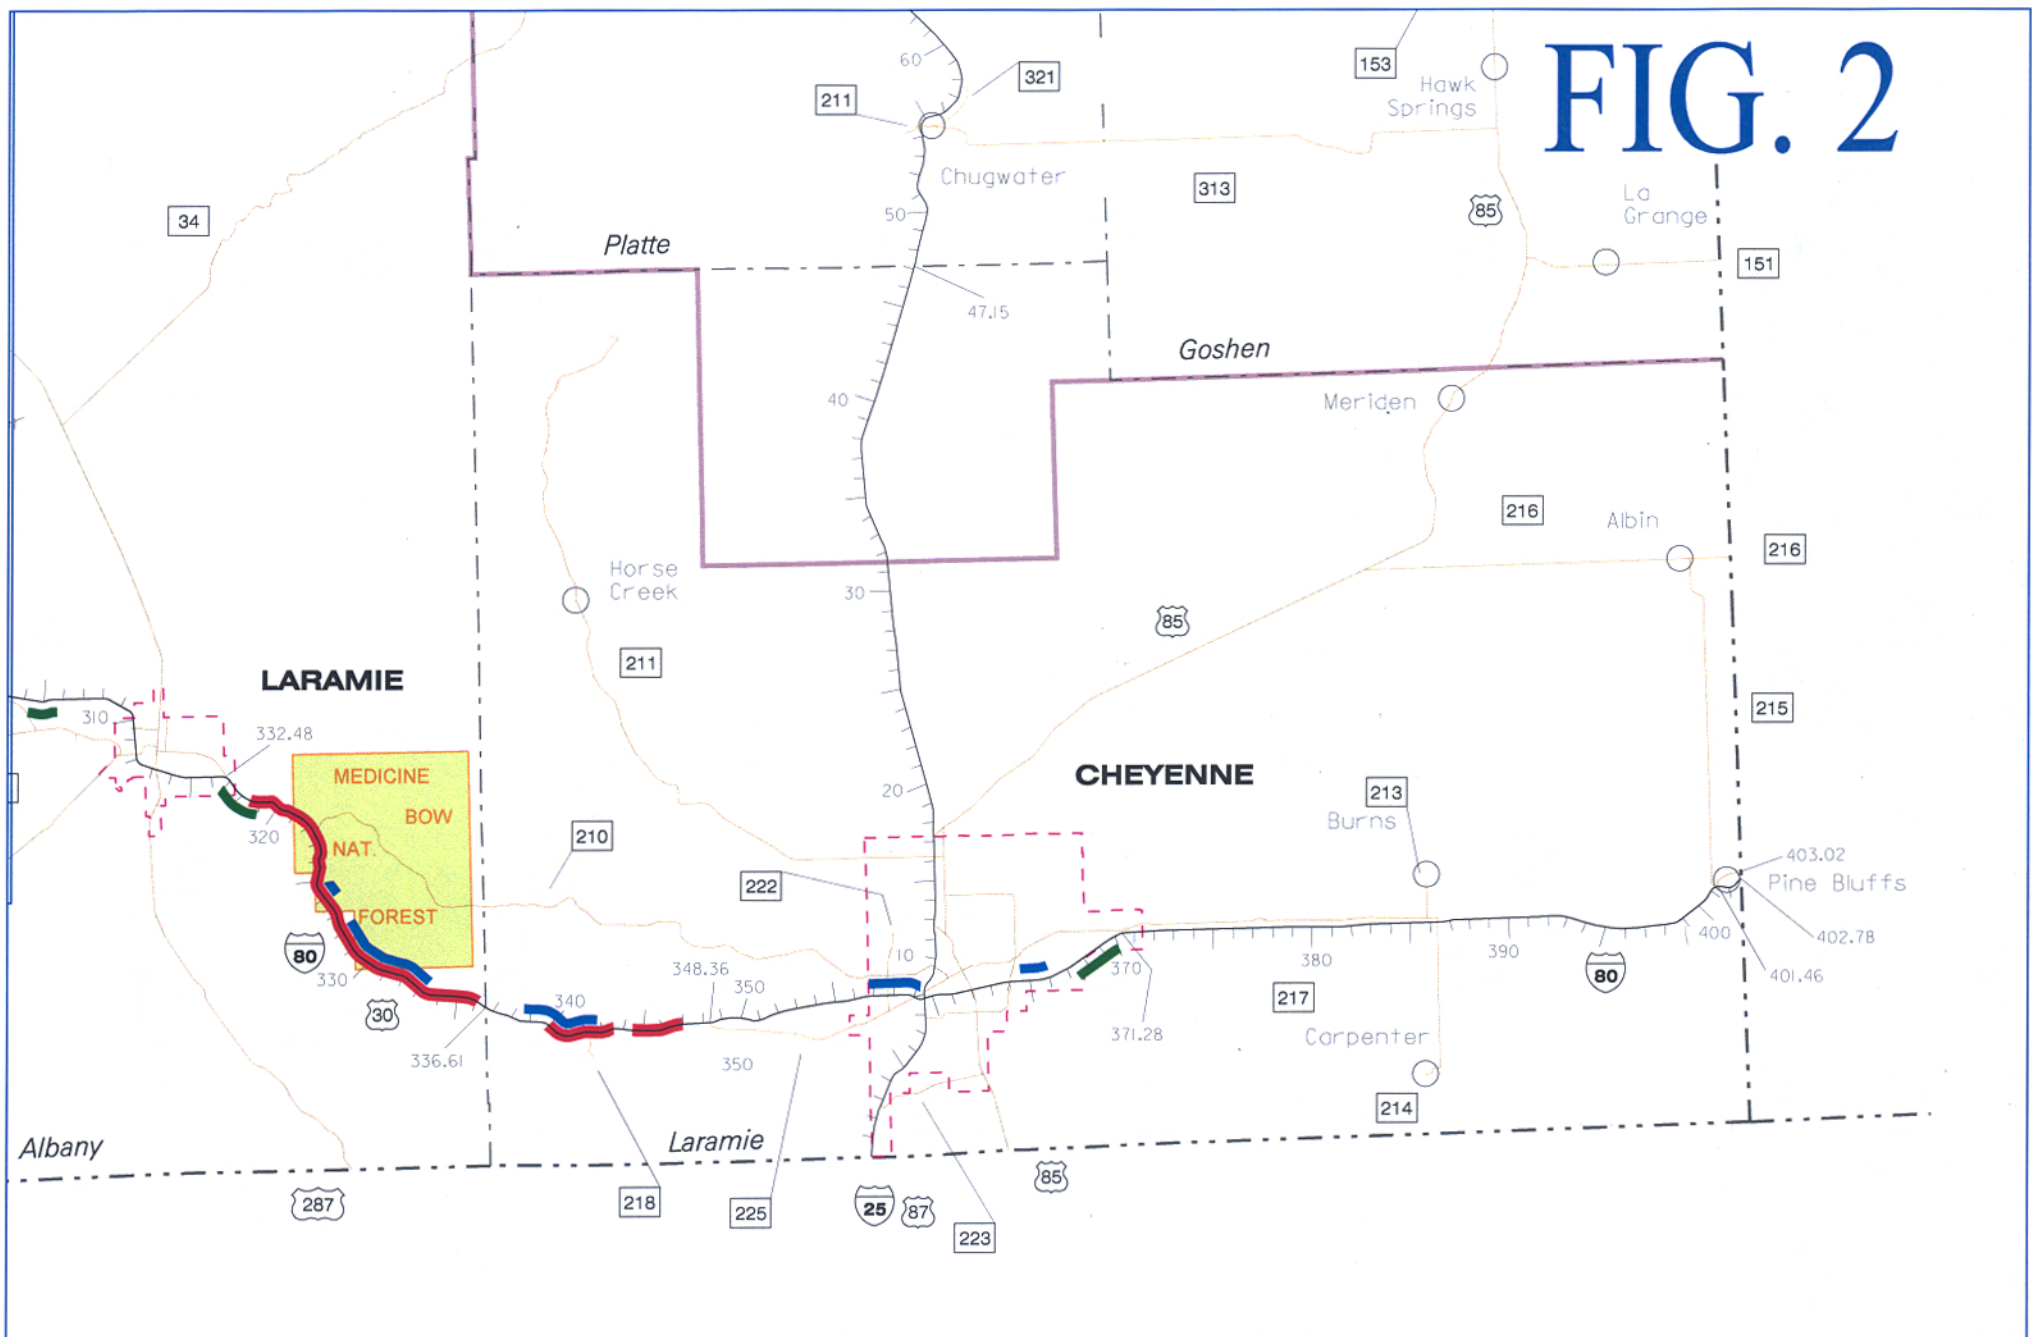 FIG. 2
60
321
153
Hawk
Springs
211
Chugwater
313
34
50
85
La
Grange
Platte
151
47.15
Goshen
40
Meriden
216
Albin
216
Horse
Creek
30
85
211
LARAMIE
310
332.48
215
MEDICINE
BOW
CHEYENNE
20
213
Burns
320
NAT.
210
222
403.02
Pine Bluffs
FOREST
80
10
370
380
390
400
402.78
330
348.36
350
80
401.46
30
340
217
371.28
Carpenter
336.61
350
214
Albany
Laramie
287
218
225
25
87
85
223